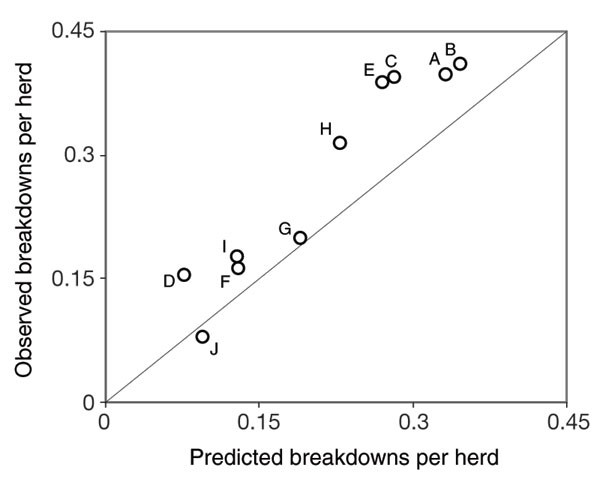 0.45
B
A
C
E
H
0.3
G
I
0.15
D
F
J
0
0
0.15
0.3
0.45
Observed breakdowns per herd
Predicted breakdowns per herd